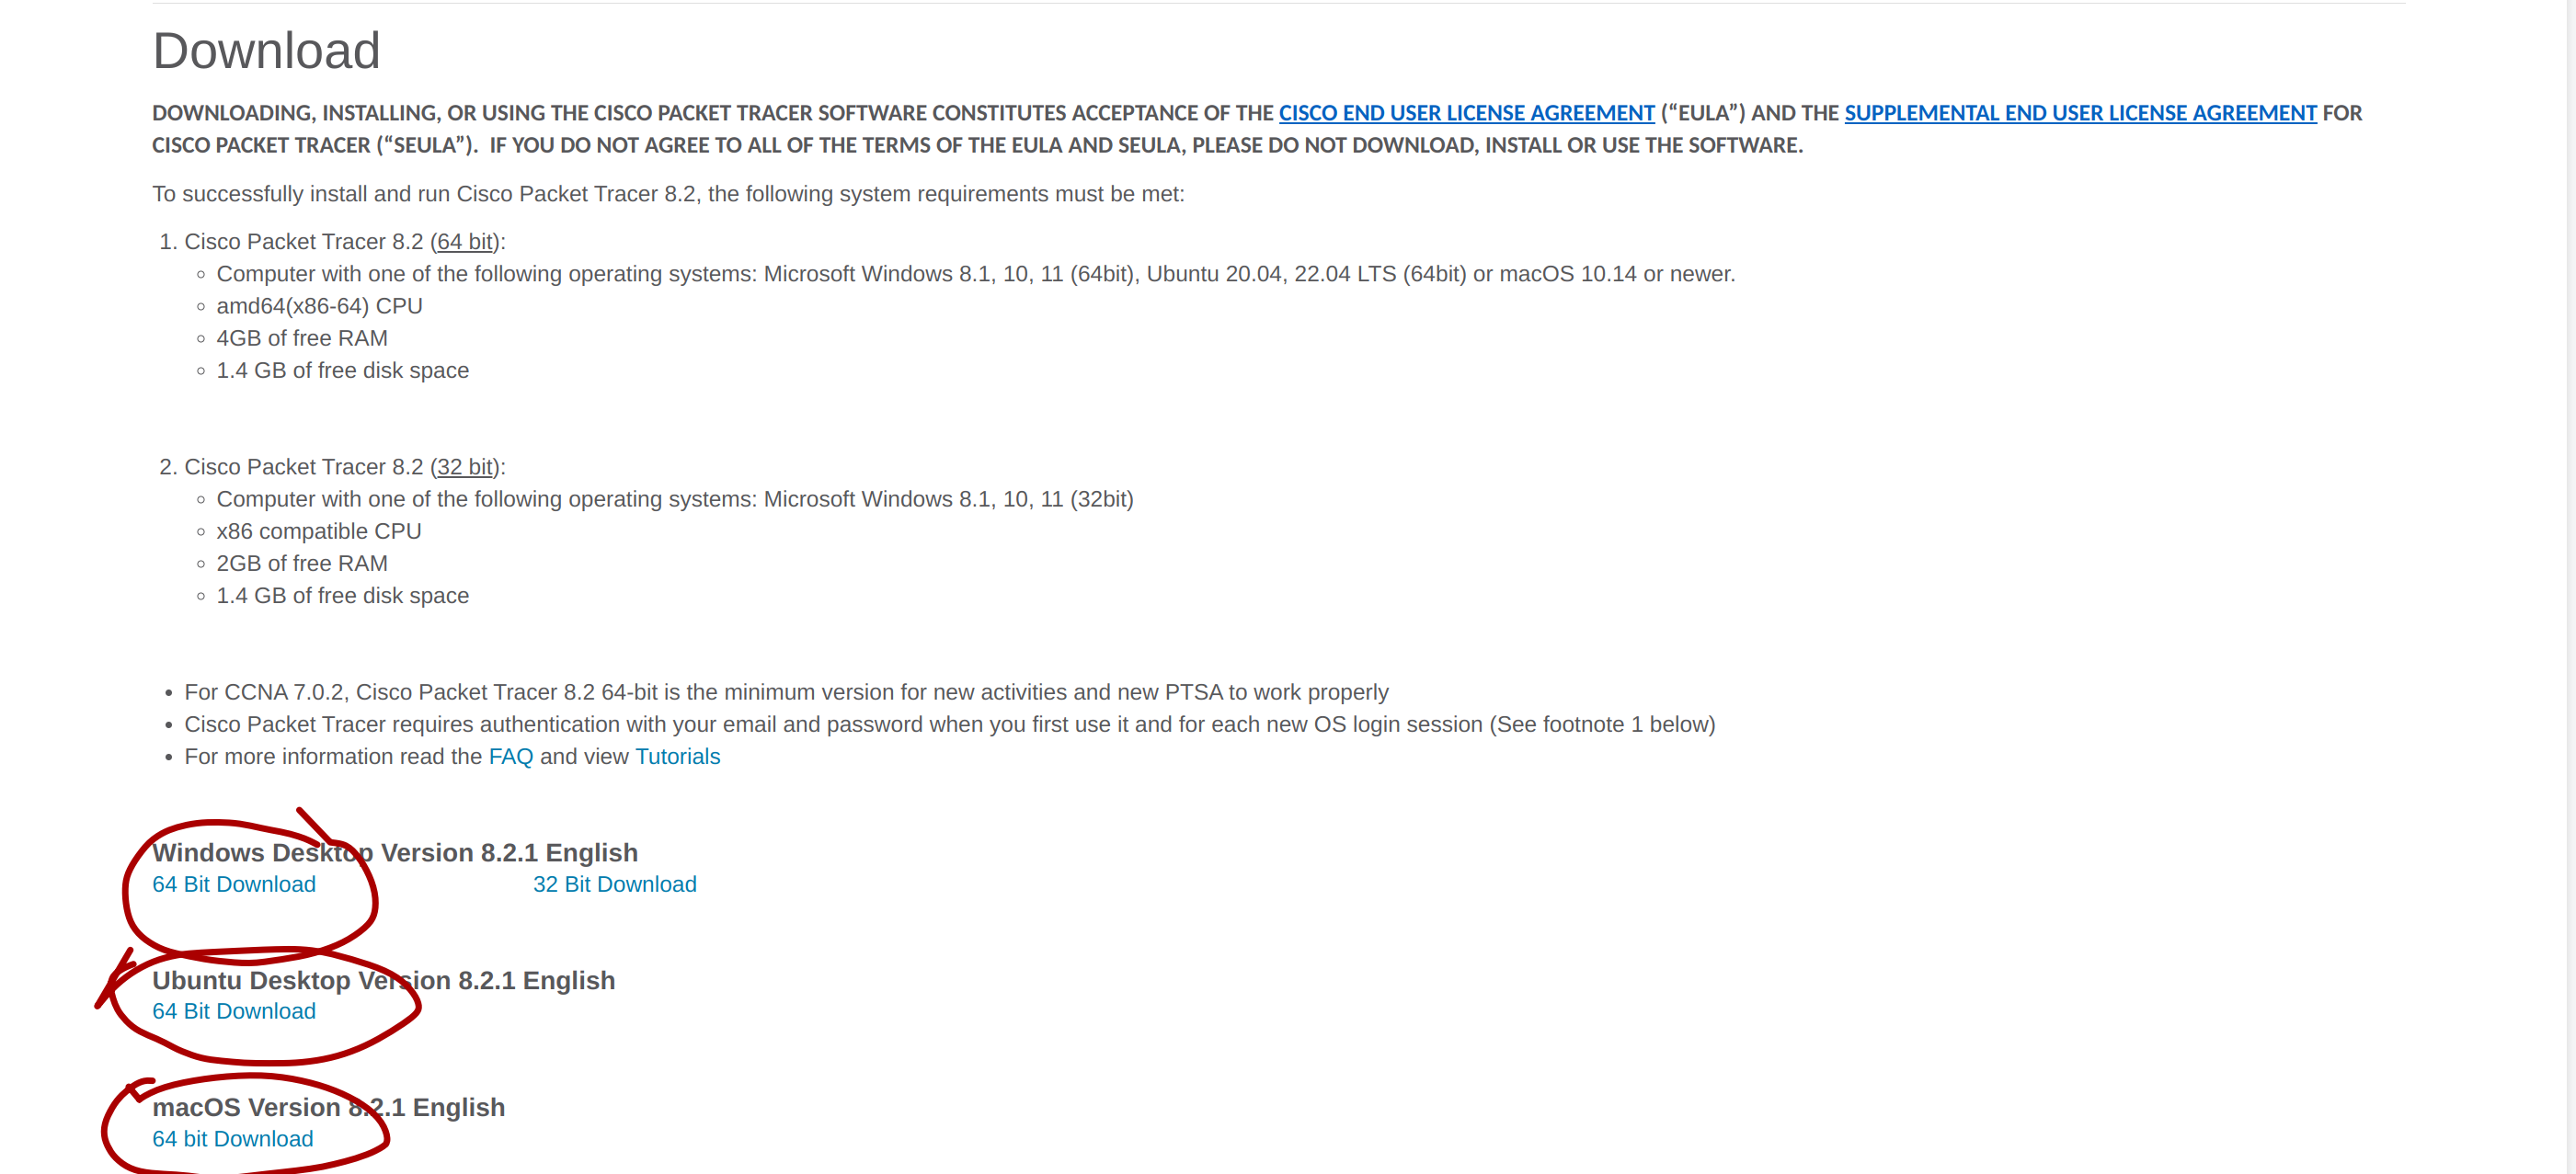 Download
DOWNLOADING, INSTALLING, OR USING THE CISCO PACKET TRACER SOFTWARE CONSTITUTES ACCEPTANCE OF THE CISCO END USER LICENSE AGREEMENT (“EULA”) AND THE SUPPLEMENTAL END USER LICENSE AGREEMENT FOR
CISCO PACKET TRACER (“SEULA”).  IF YOU DO NOT AGREE TO ALL OF THE TERMS OF THE EULA AND SEULA, PLEASE DO NOT DOWNLOAD, INSTALL OR USE THE SOFTWARE.
To successfully install and run Cisco Packet Tracer 8.2, the following system requirements must be met:
1. Cisco Packet Tracer 8.2 (64 bit):
◦ Computer with one of the following operating systems: Microsoft Windows 8.1, 10, 11 (64bit), Ubuntu 20.04, 22.04 LTS (64bit) or macOS 10.14 or newer.
◦ amd64(x86-64) CPU
◦ 4GB of free RAM
◦ 1.4 GB of free disk space
2. Cisco Packet Tracer 8.2 (32 bit):
◦ Computer with one of the following operating systems: Microsoft Windows 8.1, 10, 11 (32bit)
◦ x86 compatible CPU
◦ 2GB of free RAM
◦ 1.4 GB of free disk space
• For CCNA 7.0.2, Cisco Packet Tracer 8.2 64-bit is the minimum version for new activities and new PTSA to work properly
• Cisco Packet Tracer requires authentication with your email and password when you first use it and for each new OS login session (See footnote 1 below)
• For more information read the FAQ and view Tutorials
Windows Desktop Version 8.2.1 English
64 Bit Download 32 Bit Download
Ubuntu Desktop Version 8.2.1 English
64 Bit Download
macOS Version 8.2.1 English
64 bit Download